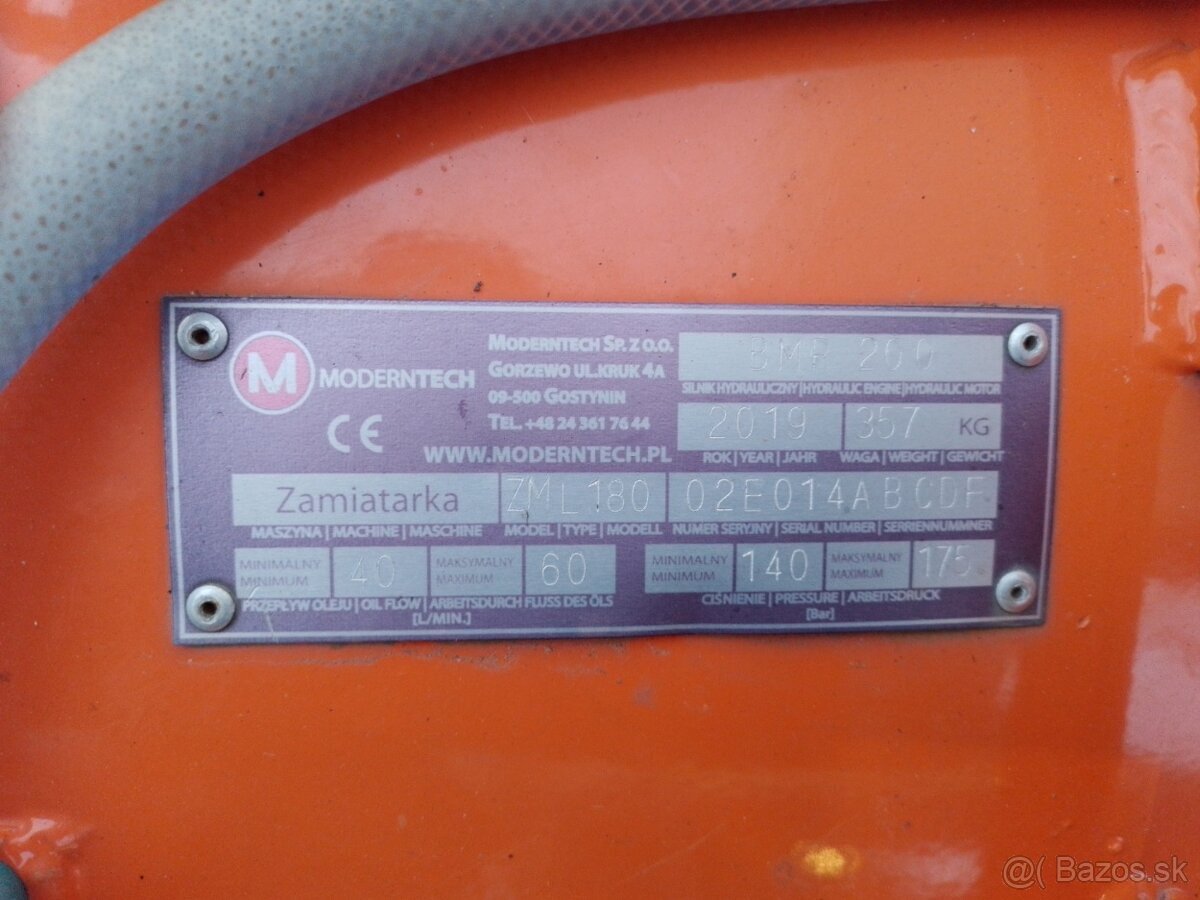 M MODERNTECH
CE
MODERNTECH SP. Z O.O.
GORZEWO UL.KRUK 4A
09-500 GOSTYNIN
TEL. +48 24 361 76 44
WWW.MODERNTECH.PL
BMR 200
SILNIK HYDRAULICZNY | HYDRAULIC ENGINE | HYDRAULIC MOTOR
2019 357 KG
ROK | YEAR | JAHR WAGA | WEIGHT | GEWICHT
Zamiatarka ZML 180 02E014ABCDF
MASZYNA | MACHINE | MASCHINE MODEL | TYPE | MODELL NUMER SERYJNY | SERIAL NUMBER | SERIENNUMMNER
MINIMALNY MINIMUM 40 MAKSYMALNY MAXIMUM 60 MINIMALNY MINIMUM 140 MAKSYMALNY MAXIMUM 175
PRZEPŁYW OLEJU | OIL FLOW | ARBEITSDURCH FLUSS DES ÖLS CIŚNIENIE | PRESSURE | ARBEITSDRUCK
[L/MIN.] [Bar]
@( Bazos.sk